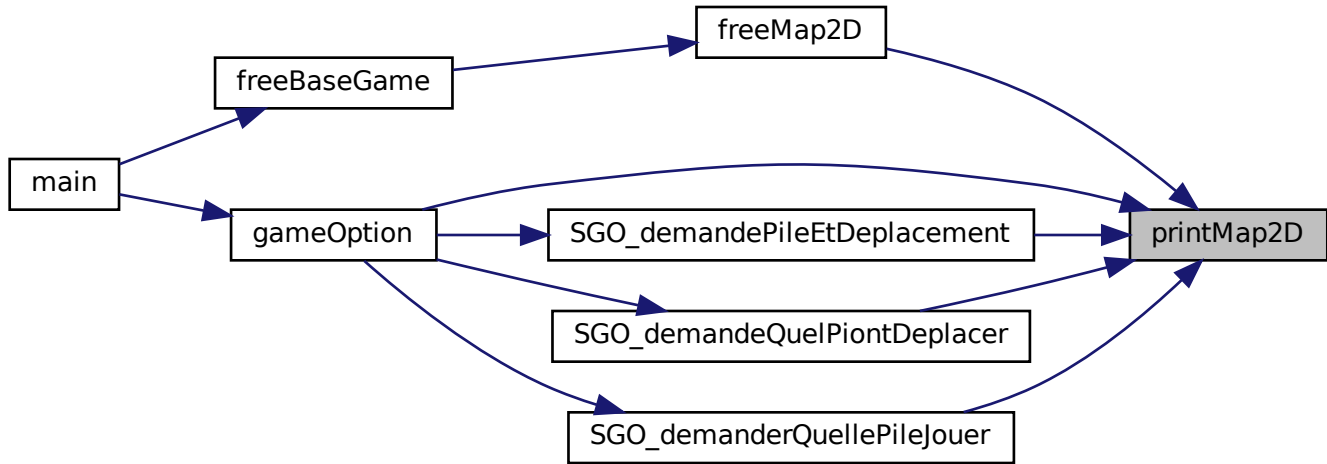 freeMap2D
freeBaseGame
main
gameOption
SGO_demandePileEtDeplacement
printMap2D
SGO_demandeQuelPiontDeplacer
SGO_demanderQuellePileJouer